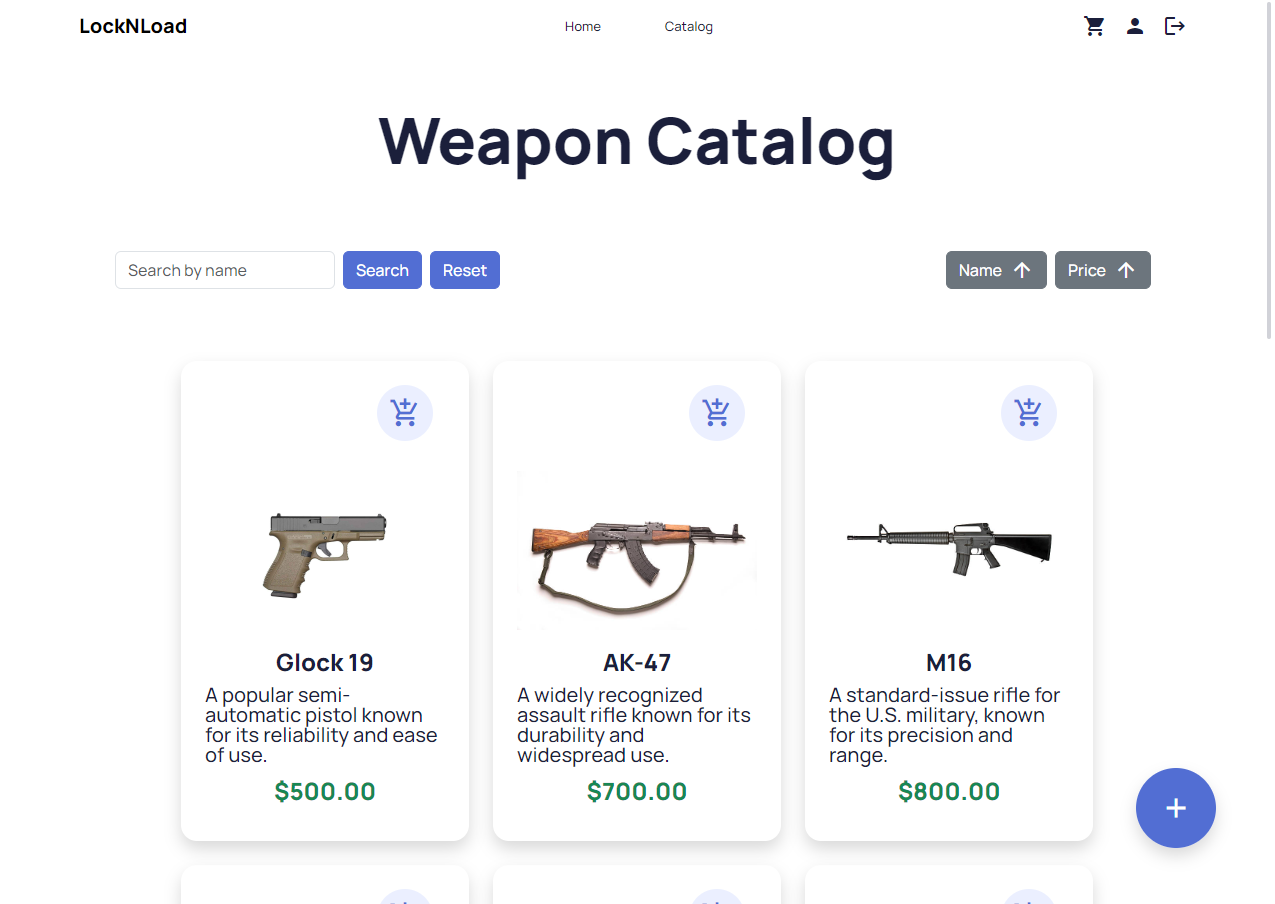 LockNLoad
Home
Catalog
Weapon Catalog
Search by name
Search
Reset
Name
Price
Glock 19
A popular semi-
automatic pistol known
for its reliability and ease
of use.
$500.00
AK-47
A widely recognized
assault rifle known for its
durability and
widespread use.
$700.00
M16
A standard-issue rifle for
the U.S. military, known
for its precision and
range.
$800.00